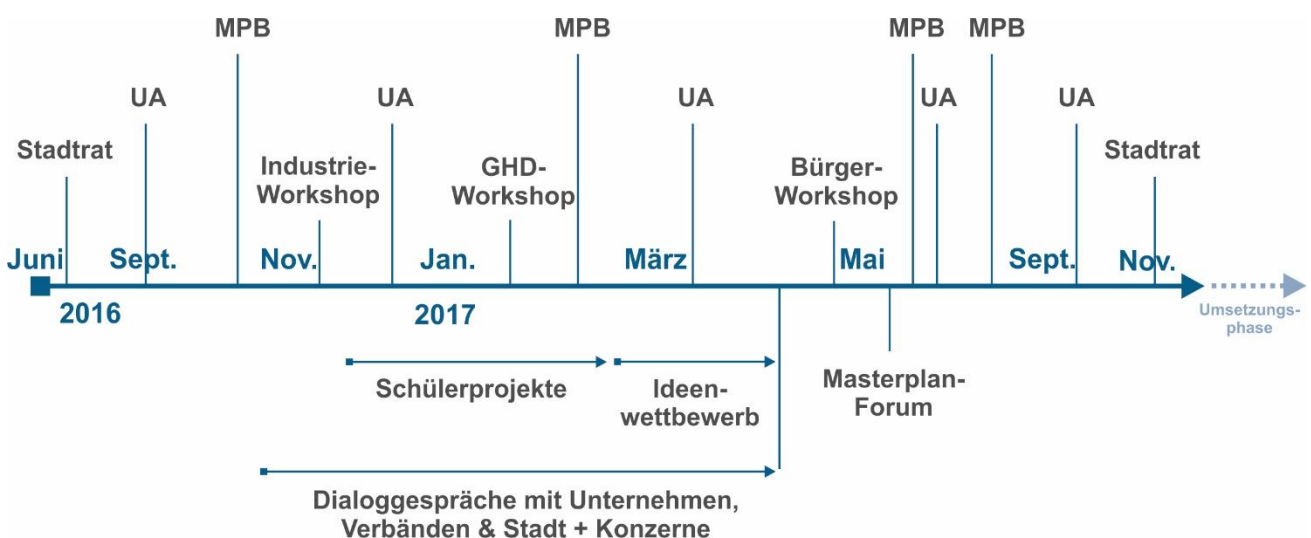 MPB
MPB
MPB MPB
UA
UA
UA
UA
UA
Stadtrat
Industrie-
Workshop
GHD-
Workshop
Bürger-
Workshop
Stadtrat
Juni
Sept.
Nov.
Jan.
März
Mai
Sept.
Nov.
2016
2017
Umsetzungs-
phase
Schülerprojekte
Ideen-
wettbewerb
Masterplan-
Forum
Dialoggespräche mit Unternehmen,
Verbänden & Stadt + Konzerne